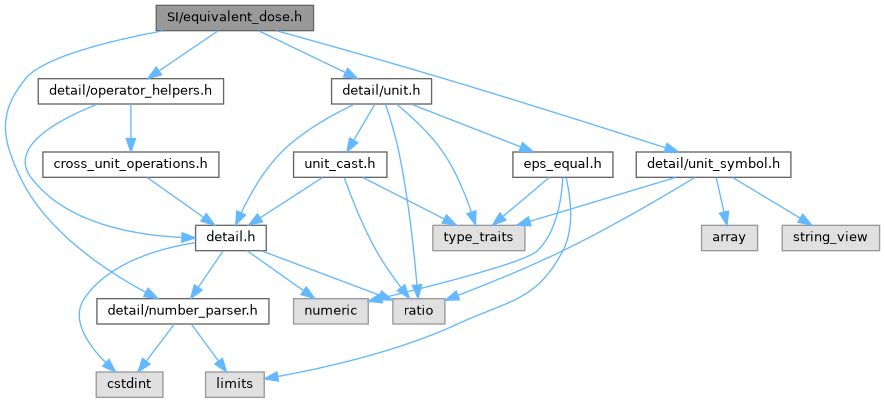 SI/equivalent_dose.h
detail/operator_helpers.h
detail/unit.h
cross_unit_operations.h
unit_cast.h
eps_equal.h
detail/unit_symbol.h
detail.h
type_traits
array
string_view
detail/number_parser.h
numeric
ratio
cstdint
limits